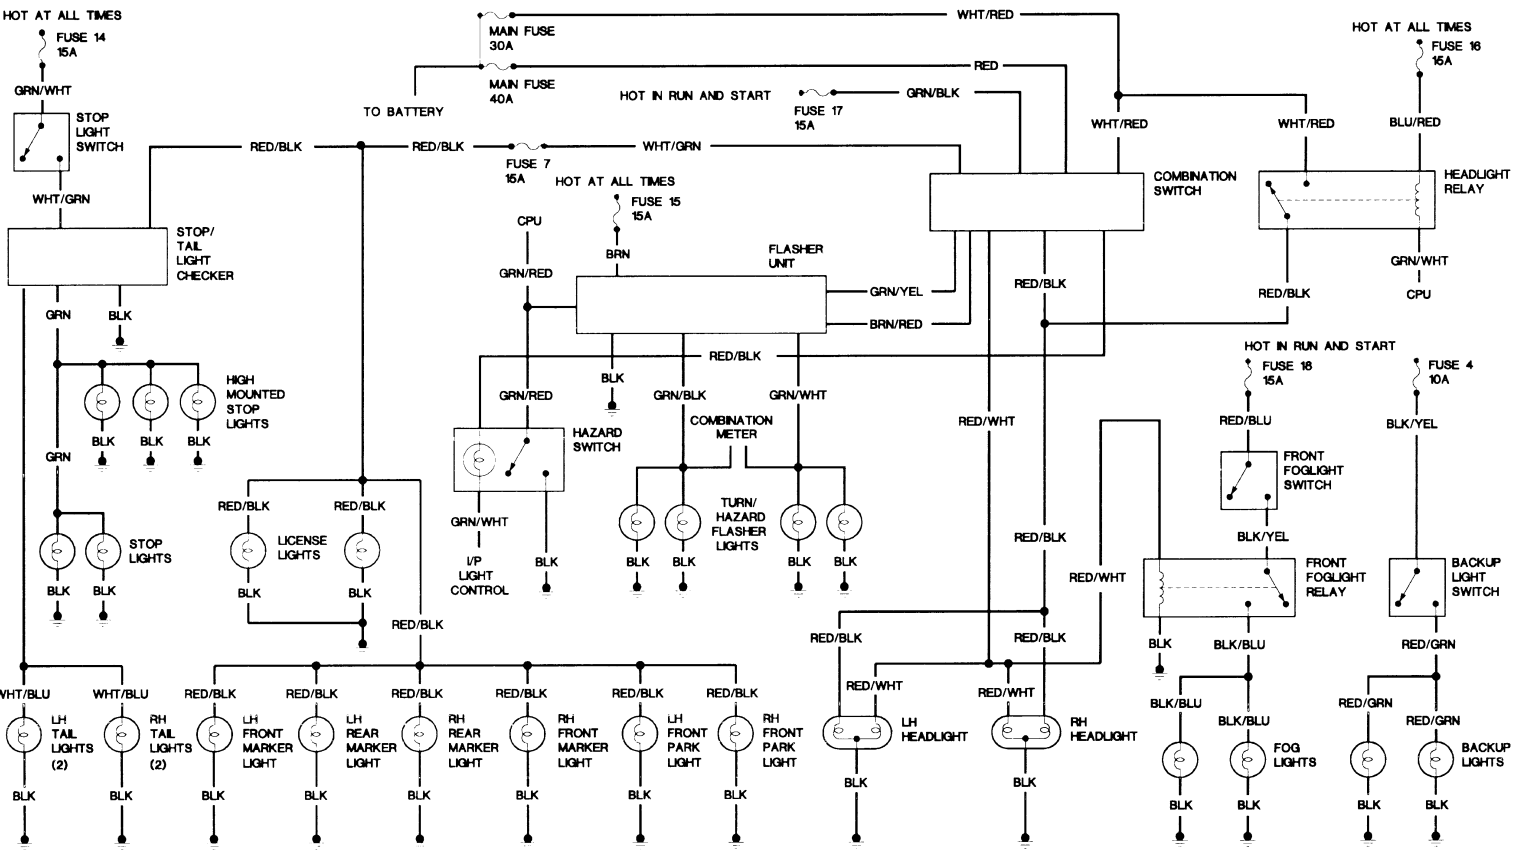 HOT AT ALL TIMES
FUSE 14
15A
GRN/WHT
STOP
LIGHT
SWITCH
WHT/GRN
STOP/
TAIL
LIGHT
CHECKER
RED/BLK
RED/BLK
FUSE 7
15A
WHT/GRN
MAIN FUSE
30A
WHT/RED
MAIN FUSE
40A
RED
TO BATTERY
HOT IN RUN AND START
FUSE 17
15A
GRN/BLK
WHT/RED
WHT/RED
HOT AT ALL TIMES
FUSE 16
15A
BLU/RED
COMBINATION
SWITCH
HEADLIGHT
RELAY
GRN/WHT
CPU
RED/BLK
HOT AT ALL TIMES
FUSE 15
15A
BRN
CPU
GRN/RED
FLASHER
UNIT
GRN/YEL
BRN/RED
RED/BLK
RED/BLK
GRN
BLK
HIGH
MOUNTED
STOP
LIGHTS
BLK
BLK
BLK
GRN
STOP
LIGHTS
BLK
BLK
GRN/RED
BLK
GRN/BLK
GRN/WHT
HAZARD
SWITCH
COMBINATION
METER
GRN/WHT
I/P
LIGHT
CONTROL
BLK
TURN/
HAZARD
FLASHER
LIGHTS
BLK
BLK
BLK
BLK
RED/BLK
RED/BLK
LICENSE
LIGHTS
BLK
BLK
RED/BLK
RED/WHT
RED/BLK
RED/WHT
HOT IN RUN AND START
FUSE 18
15A
RED/BLU
FUSE 4
10A
BLK/YEL
FRONT
FOGLIGHT
SWITCH
BLK/YEL
FRONT
FOGLIGHT
RELAY
BACKUP
LIGHT
SWITCH
BLK
BLK/BLU
RED/GRN
RED/BLK
RED/BLK
RED/WHT
RED/WHT
BLK/BLU
BLK/BLU
RED/GRN
RED/GRN
WHT/BLU
WHT/BLU
RED/BLK
RED/BLK
RED/BLK
RED/BLK
RED/BLK
RED/BLK
LH
TAIL
LIGHTS
(2)
RH
TAIL
LIGHTS
(2)
LH
FRONT
MARKER
LIGHT
LH
REAR
MARKER
LIGHT
RH
REAR
MARKER
LIGHT
RH
FRONT
MARKER
LIGHT
LH
FRONT
PARK
LIGHT
RH
FRONT
PARK
LIGHT
LH
HEADLIGHT
RH
HEADLIGHT
FOG
LIGHTS
BACKUP
LIGHTS
BLK
BLK
BLK
BLK
BLK
BLK
BLK
BLK
BLK
BLK
BLK
BLK
BLK
BLK